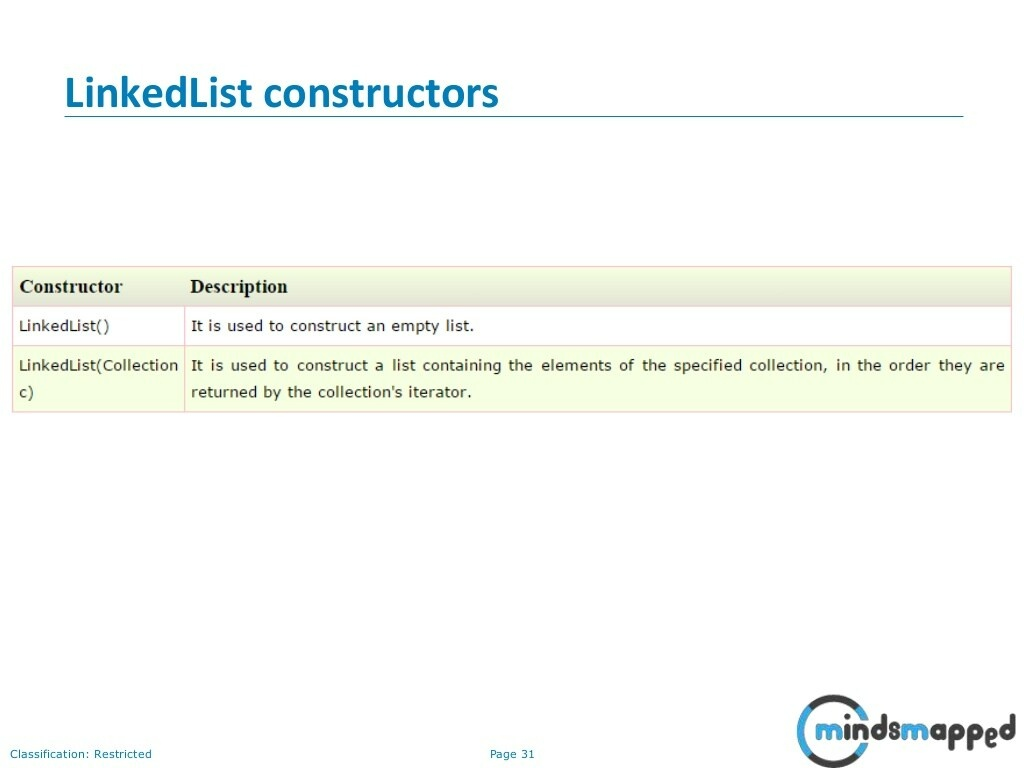 LinkedList constructors
Constructor Description
LinkedList() It is used to construct an empty list.
LinkedList(Collection It is used to construct a list containing the elements of the specified collection, in the order they are
c) returned by the collection's iterator.
mindsmapped
Classification: Restricted Page 31